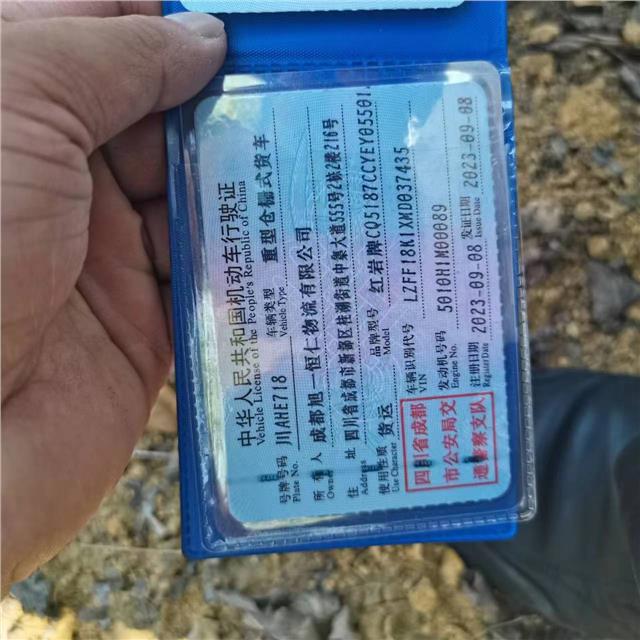 中华人民共和国机动车行驶证
Vehicle License of the People's Republic of China
号牌号码 川AHE718 车辆类型 重型仓栅式货车
Plate No. Vehicle Type
所有人 成都旭一恒仁物流有限公司
Owner
住址 四川省成都市新都区桂湖街道中集大道555号2栋2楼210号
Address
使用性质 货运 品牌型号 红岩牌CQ5187CCYEY05501
Use Character Model
四川省成都
市公安局交
通警察支队
车辆识别代号 LZFF18K1XMD037435
VIN
发动机号码 5010H1M00089
Engine No.
注册日期 2023-09-08 发证日期 2023-09-08
Register Date Issue Date